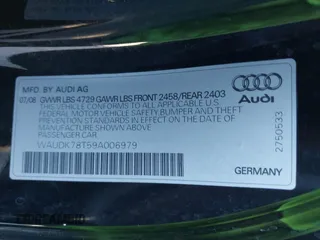 MFD. BY AUDI AG
07/08 GVWR LBS 4729 GAWR LBS FRONT 2458/REAR 2403
THIS VEHICLE CONFORMS TO ALL APPLICABLE U.S.
FEDERAL MOTOR VEHICLE SAFETY,BUMPER, AND THEFT
PREVENTION STANDARDS IN EFFECT ON THE DATE OF
MANUFACTURE SHOWN ABOVE.
PASSENGER CAR
WAUDK78T59A006979
Audi
2750533
GERMANY